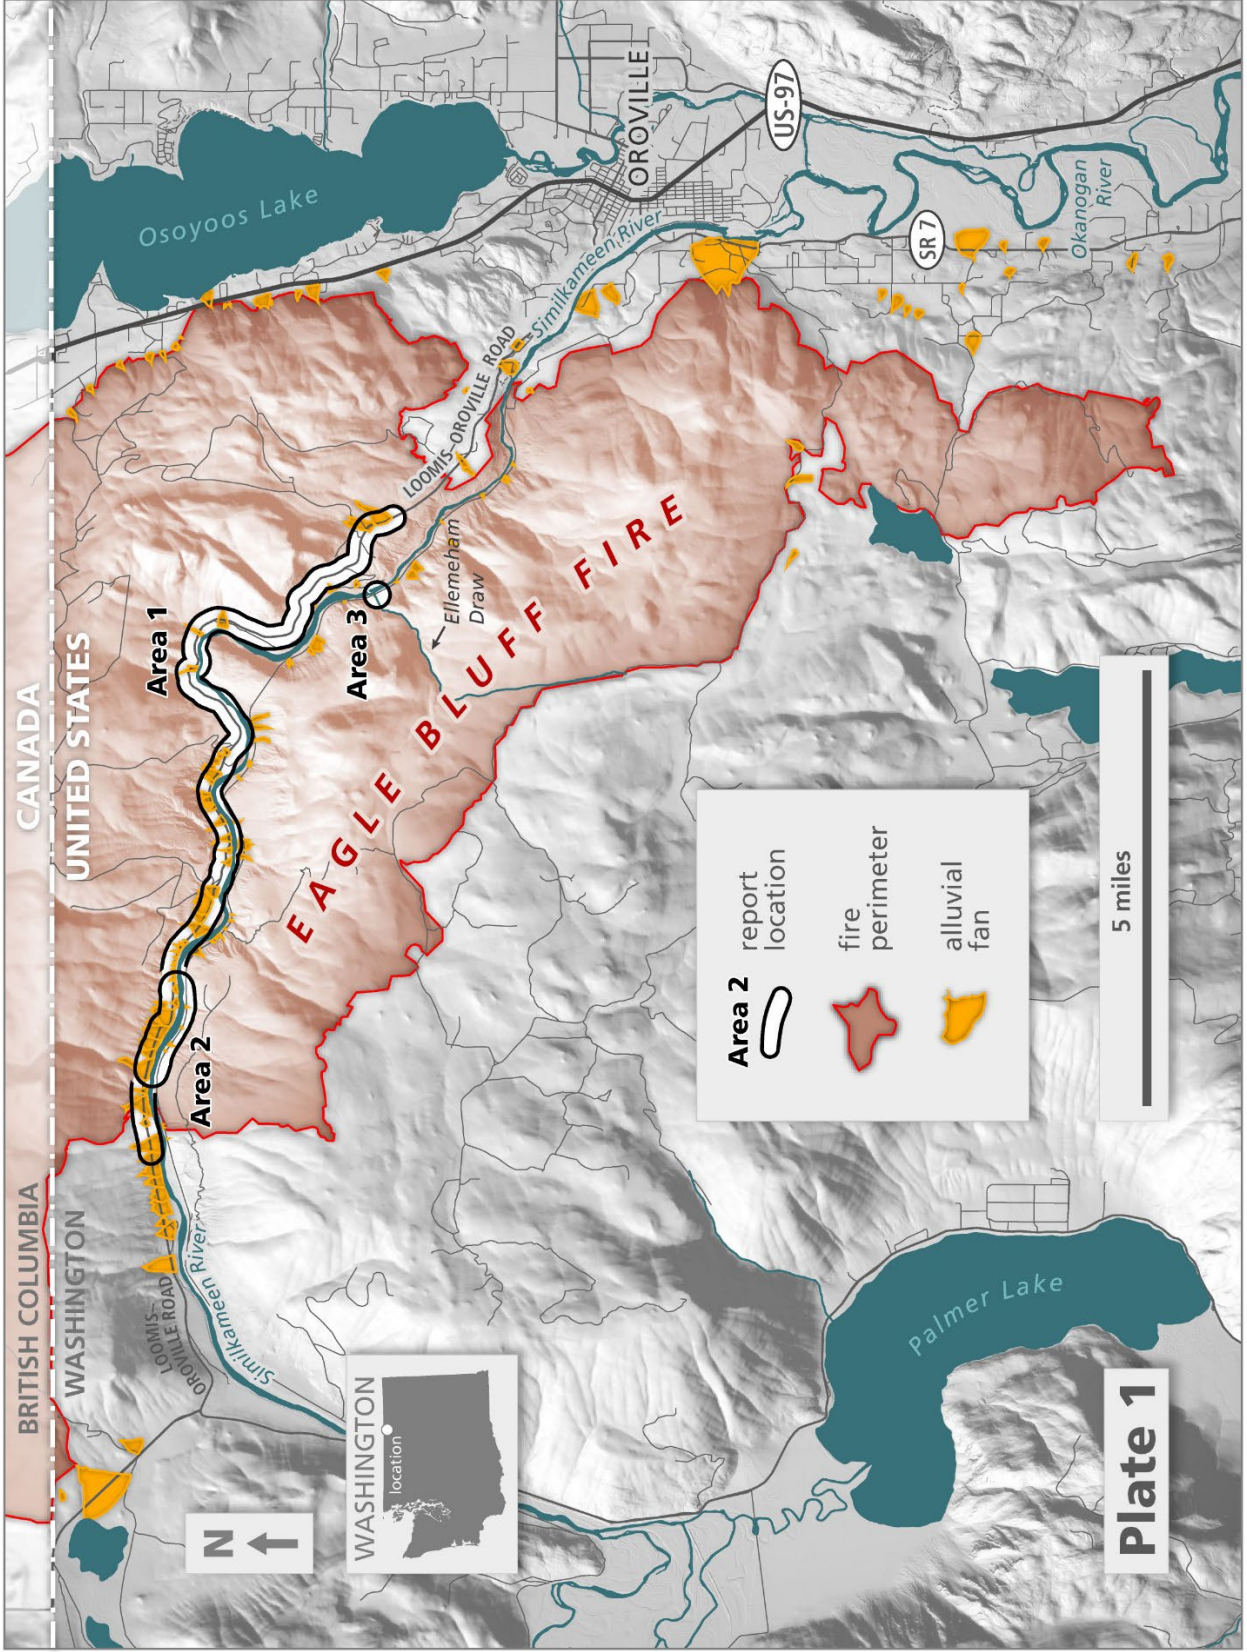 BRITISH COLUMBIA
CANADA
WASHINGTON
UNITED STATES
Osoyoos Lake
OROVILLE
US-97
SR 7
Okanogan
River
Similkameen River
LOOMIS–OROVILLE ROAD
Area 1
Area 2
Area 3
Ellemeham
Draw
EAGLE BLUFF FIRE
LOOMIS–
OROVILLE ROAD
Similkameen River
N
WASHINGTON
location
Palmer Lake
Area 2
report
location
fire
perimeter
alluvial
fan
5 miles
Plate 1